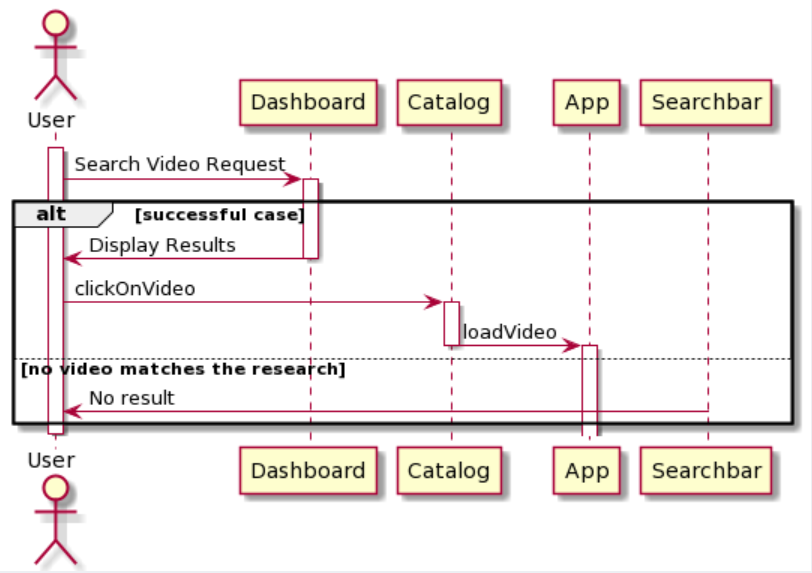 User
Dashboard
Catalog
App
Searchbar
Search Video Request
alt
[successful case]
Display Results
clickOnVideo
loadVideo
[no video matches the research]
No result
User
Dashboard
Catalog
App
Searchbar